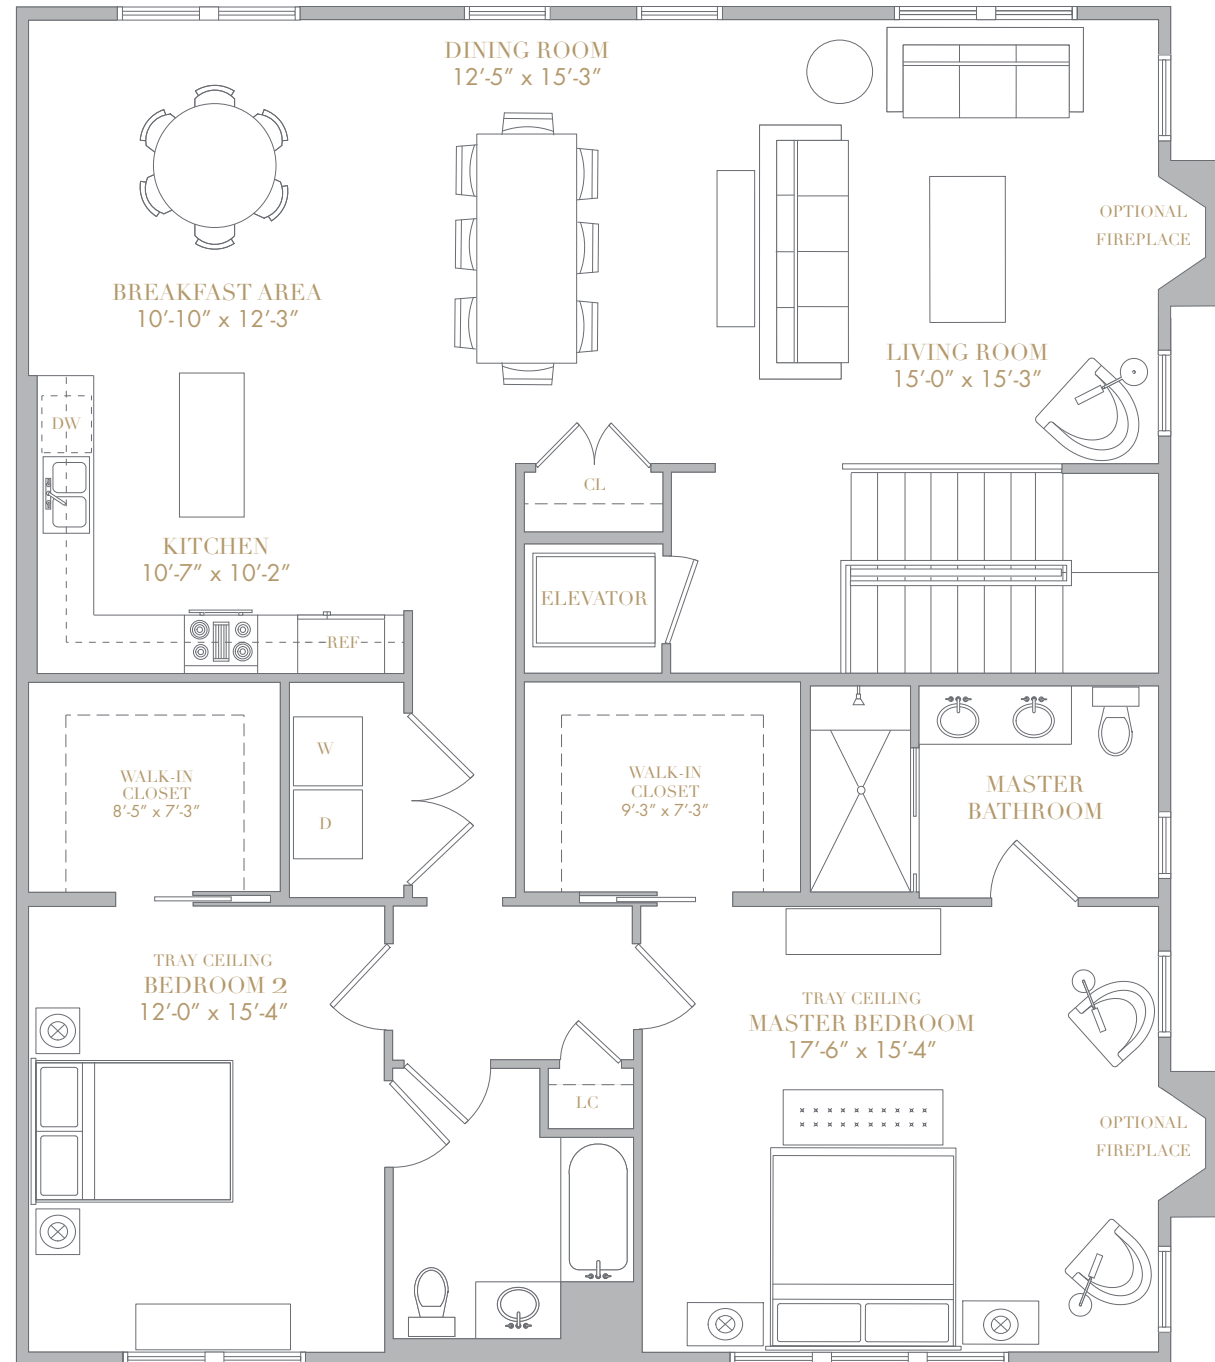 DINING ROOM
12'-5" x 15'-3"
OPTIONAL
FIREPLACE
BREAKFAST AREA
10'-10" x 12'-3"
LIVING ROOM
15'-0" x 15'-3"
DW
CL
KITCHEN
10'-7" x 10'-2"
ELEVATOR
REF
W
D
WALK-IN
CLOSET
8'-5" x 7'-3"
WALK-IN
CLOSET
9'-3" x 7'-3"
MASTER
BATHROOM
TRAY CEILING
BEDROOM 2
12'-0" x 15'-4"
TRAY CEILING
MASTER BEDROOM
17'-6" x 15'-4"
LC
OPTIONAL
FIREPLACE